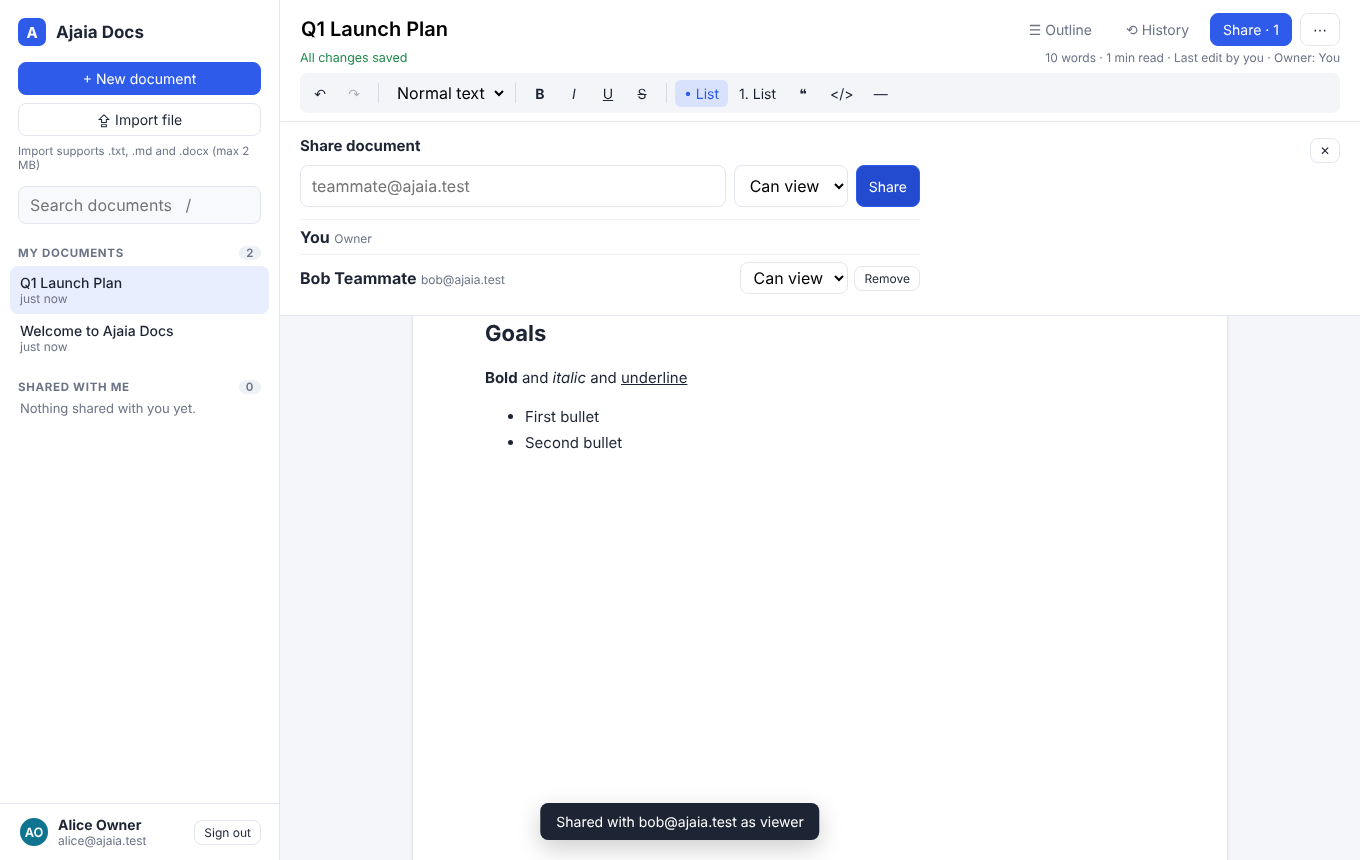 A Ajaia Docs
+ New document
⇪ Import file
Import supports .txt, .md and .docx (max 2
MB)
Search documents /
MY DOCUMENTS 2
Q1 Launch Plan
just now
Welcome to Ajaia Docs
just now
SHARED WITH ME 0
Nothing shared with you yet.
AO Alice Owner
alice@ajaia.test
Sign out
Q1 Launch Plan
☰ Outline ⟲ History Share · 1 ⋯
All changes saved
10 words · 1 min read · Last edit by you · Owner: You
↶ ↷ Normal text B I U S • List 1. List ❝ </> —
Share document ✕
teammate@ajaia.test Can view Share
You Owner
Bob Teammate bob@ajaia.test Can view Remove
Goals
Bold and italic and underline
• First bullet
• Second bullet
Shared with bob@ajaia.test as viewer